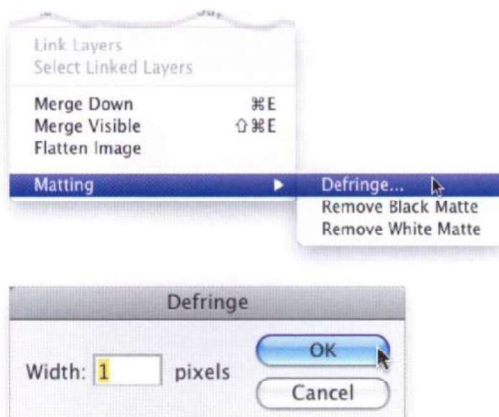 Link Layers
Select Linked Layers
Merge Down ⌘E
Merge Visible ⇧⌘E
Flatten Image
Matting ▶ Defringe...
Remove Black Matte
Remove White Matte
Defringe
Width: 1 pixels
OK
Cancel